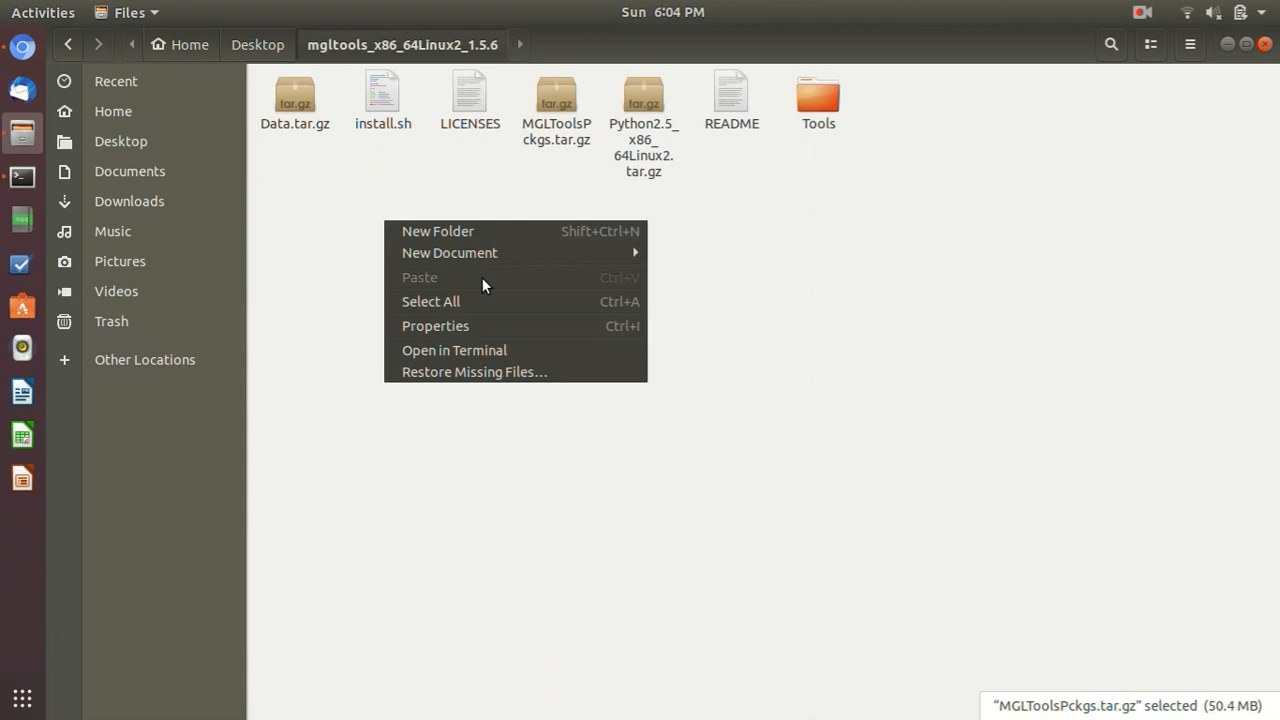 Activities
Files
Sun 6:04 PM
Home
Desktop
mgltools_x86_64Linux2_1.5.6
Recent
Home
Desktop
Documents
Downloads
Music
Pictures
Videos
Trash
+ Other Locations
tar.gz
Data.tar.gz
install.sh
LICENSES
tar.gz
MGLToolsP
ckgs.tar.gz
tar.gz
Python2.5_
x86_
64Linux2.
tar.gz
README
Tools
New Folder Shift+Ctrl+N
New Document
Paste Ctrl+V
Select All Ctrl+A
Properties Ctrl+I
Open in Terminal
Restore Missing Files…
“MGLToolsPckgs.tar.gz” selected (50.4 MB)